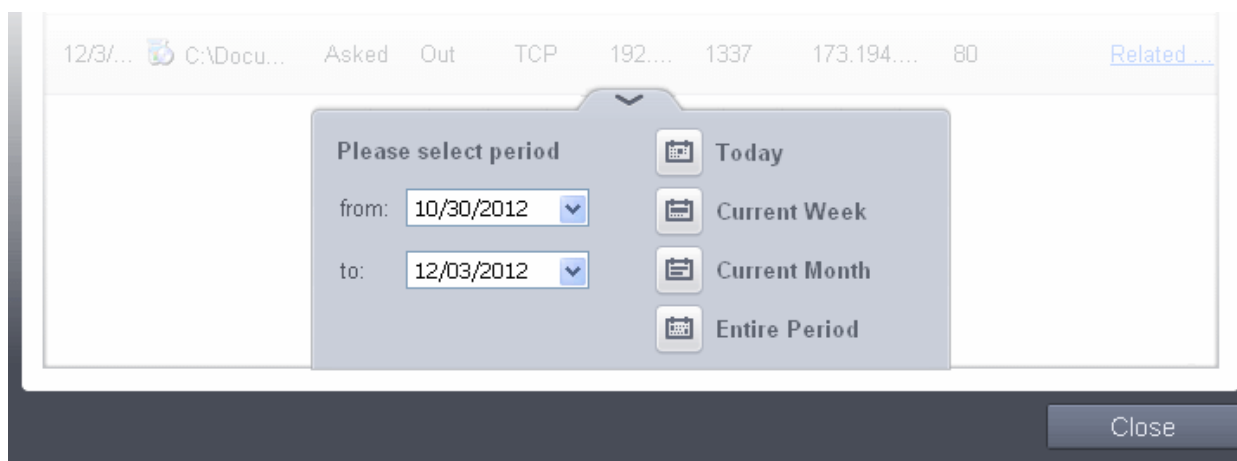 12/3/... C:\Docu... Asked Out TCP 192.... 1337 173.194.... 80 Related ...
Please select period
from: 10/30/2012
to: 12/03/2012
Today
Current Week
Current Month
Entire Period
Close